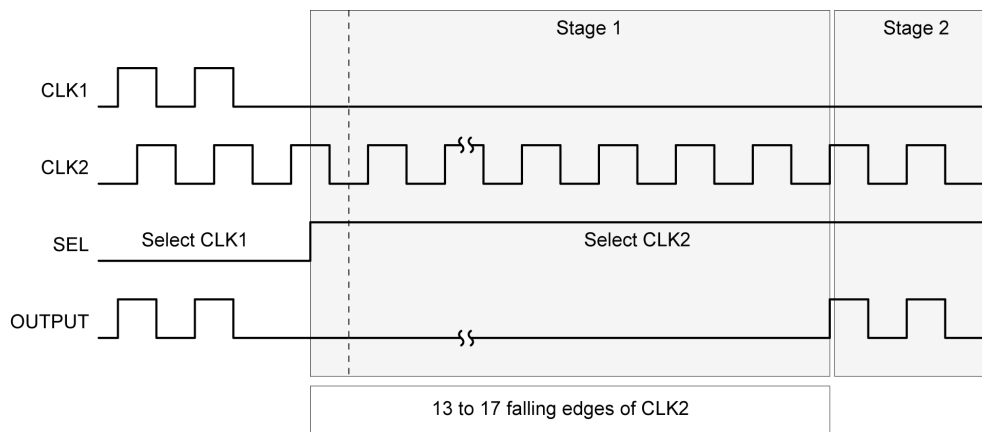 Stage 1
Stage 2
CLK1
CLK2
SEL
Select CLK1
Select CLK2
OUTPUT
13 to 17 falling edges of CLK2